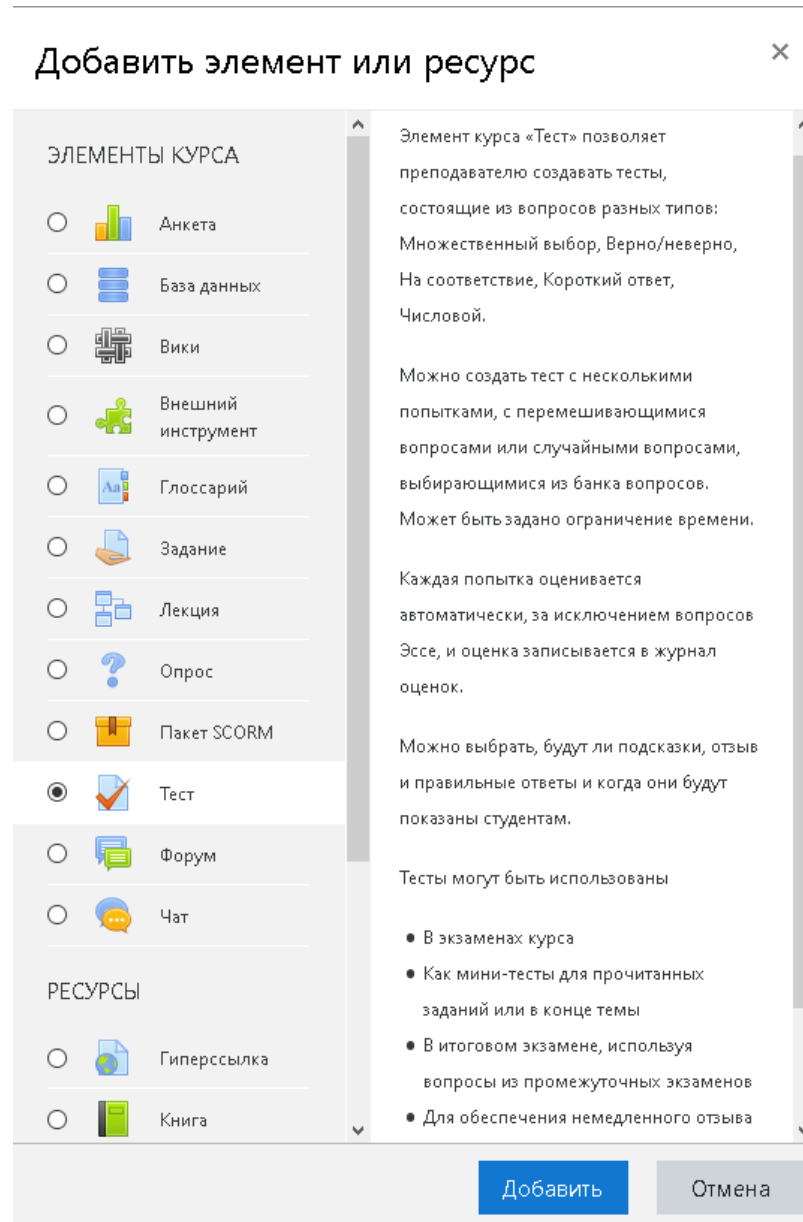 Добавить элемент или ресурс
×
ЭЛЕМЕНТЫ КУРСА
Анкета
База данных
Вики
Внешний
инструмент
Глоссарий
Задание
Лекция
Опрос
Пакет SCORM
Тест
Форум
Чат
РЕСУРСЫ
Гиперссылка
Книга
Элемент курса «Тест» позволяет
преподавателю создавать тесты,
состоящие из вопросов разных типов:
Множественный выбор, Верно/неверно,
На соответствие, Короткий ответ,
Числовой.
Можно создать тест с несколькими
попытками, с перемешивающимися
вопросами или случайными вопросами,
выбирающимися из банка вопросов.
Может быть задано ограничение времени.
Каждая попытка оценивается
автоматически, за исключением вопросов
Эссе, и оценка записывается в журнал
оценок.
Можно выбрать, будут ли подсказки, отзыв
и правильные ответы и когда они будут
показаны студентам.
Тесты могут быть использованы
● В экзаменах курса
● Как мини-тесты для прочитанных
заданий или в конце темы
● В итоговом экзамене, используя
вопросы из промежуточных экзаменов
● Для обеспечения немедленного отзыва
Добавить
Отмена